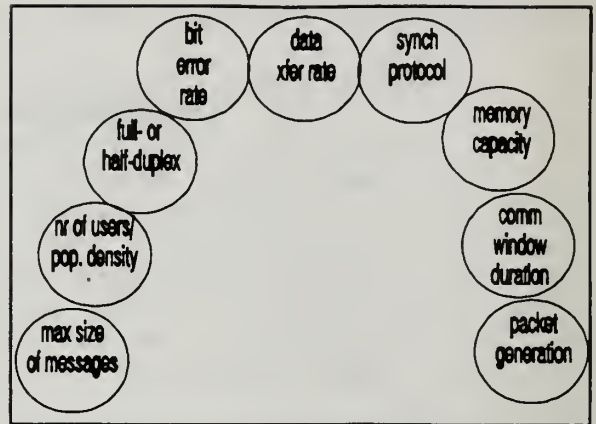 bit
error
rate
data
xfer rate
synch
protocol
memory
capacity
full- or
half-duplex
nr of users/
pop. density
comm
window
duration
max size
of messages
packet
generation